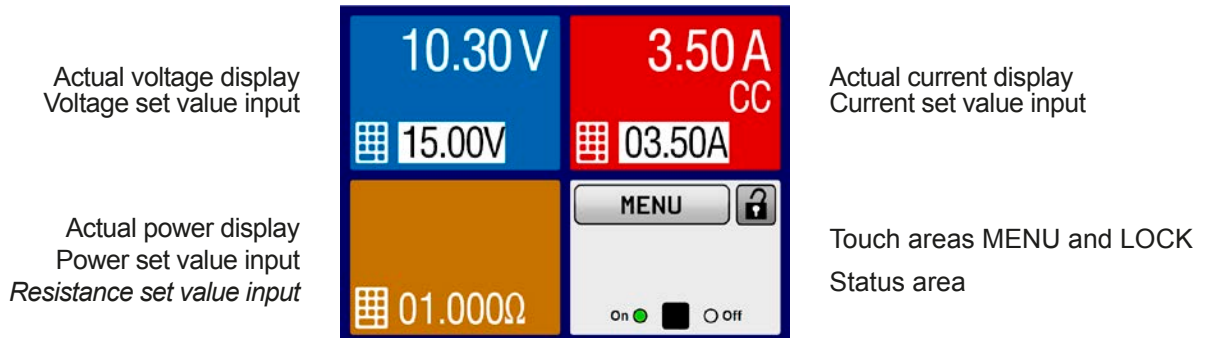 Actual voltage display
Voltage set value input
10.30 V
15.00V
3.50 A
CC
03.50A
Actual current display
Current set value input
Actual power display
Power set value input
Resistance set value input
01.000Ω
MENU
On
Off
Touch areas MENU and LOCK
Status area